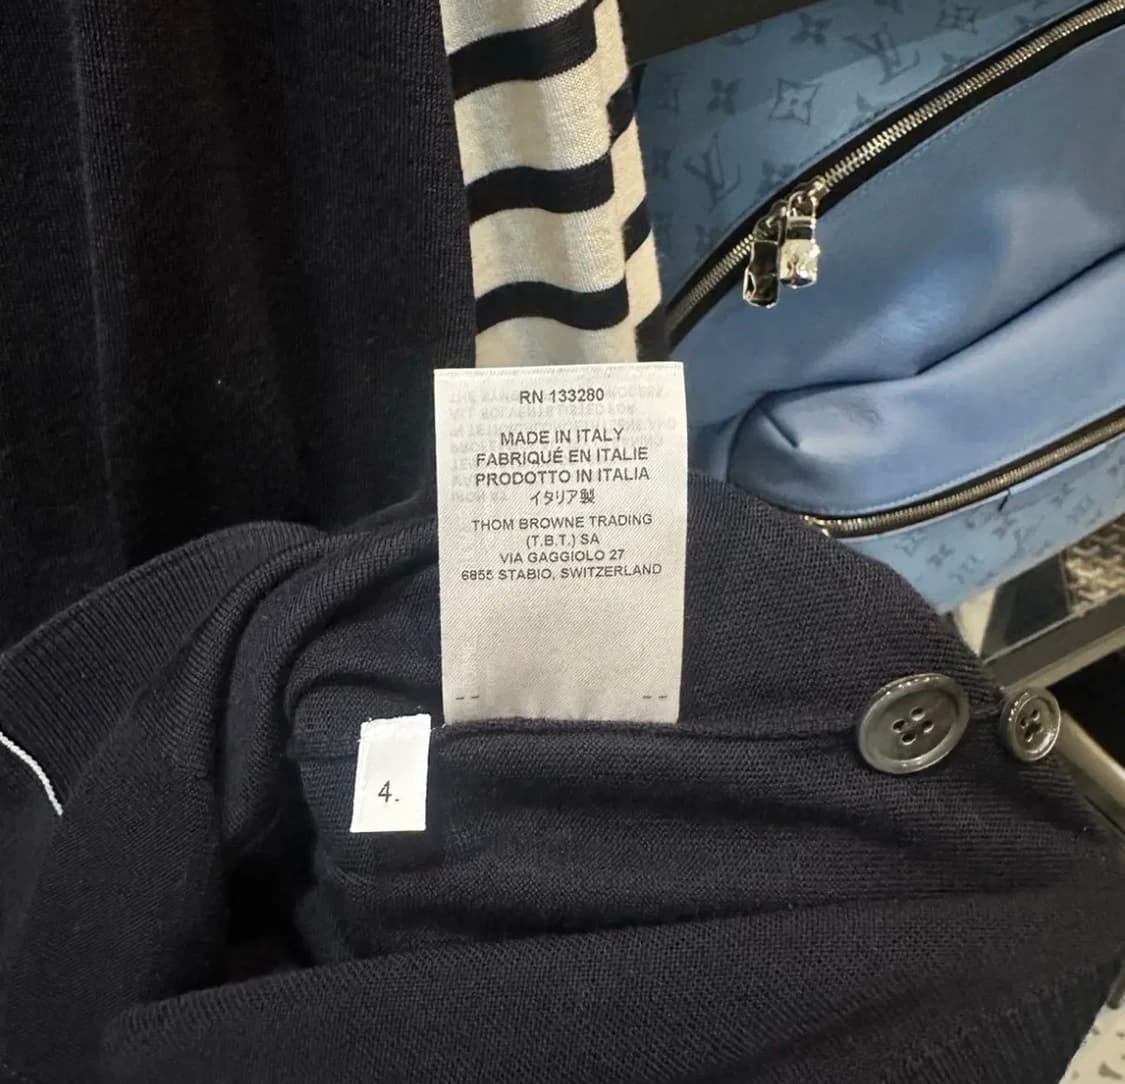 RN 133280
MADE IN ITALY
FABRIQUÉ EN ITALIE
PRODOTTO IN ITALIA
イタリア製
THOM BROWNE TRADING
(T.B.T.) SA
VIA GAGGIOLO 27
6855 STABIO, SWITZERLAND
4.